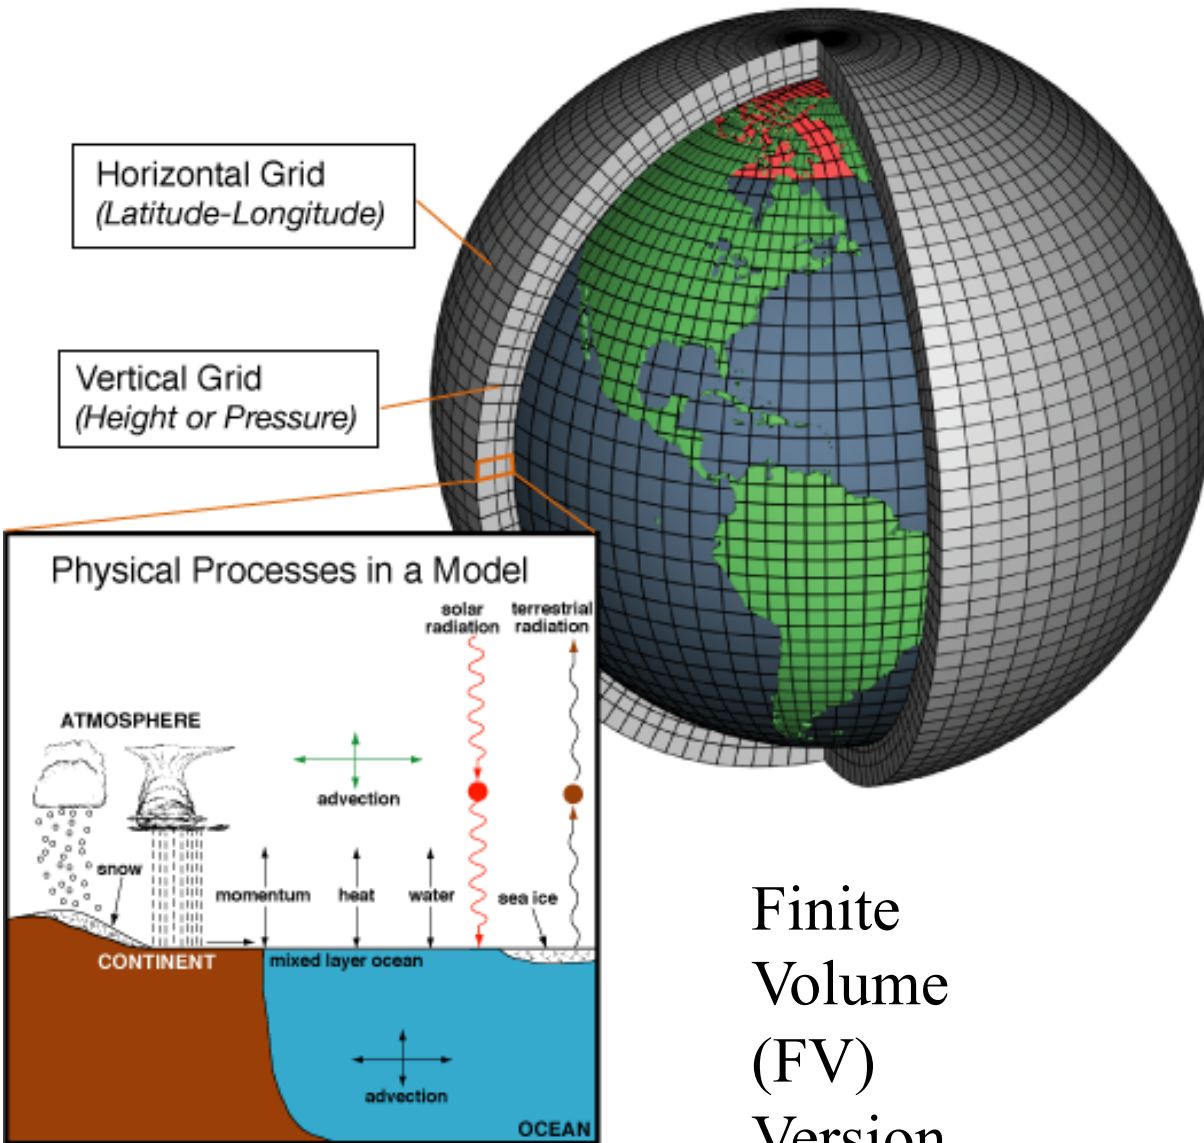 Horizontal Grid
(Latitude-Longitude)
Vertical Grid
(Height or Pressure)
Physical Processes in a Model
solar
radiation
terrestrial
radiation
ATMOSPHERE
advection
snow
momentum
heat
water
sea ice
CONTINENT
mixed layer ocean
advection
OCEAN
Finite
Volume
(FV)
Version